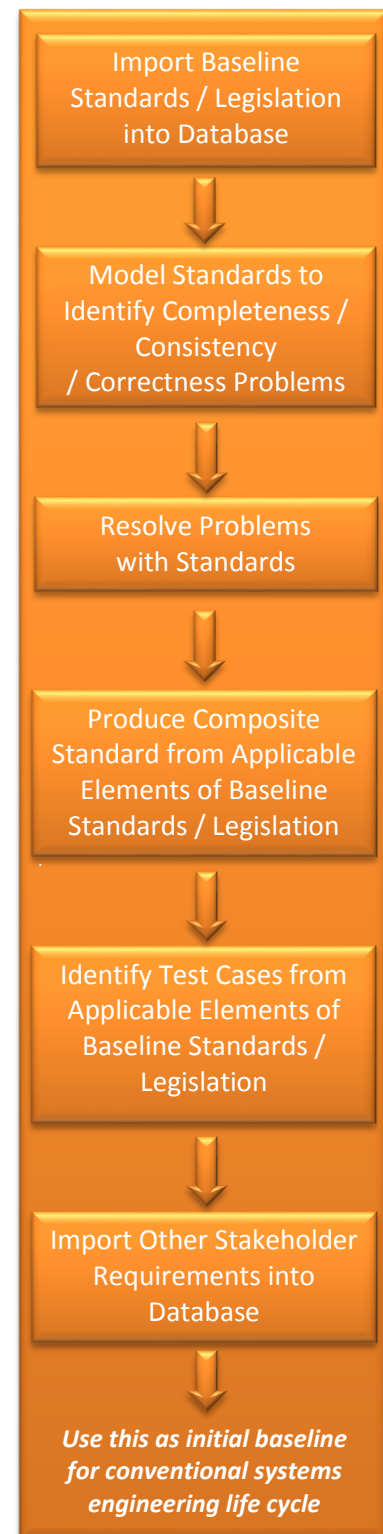 Import Baseline
Standards / Legislation
into Database
Model Standards to
Identify Completeness /
Consistency
/ Correctness Problems
Resolve Problems
with Standards
Produce Composite
Standard from Applicable
Elements of Baseline
Standards / Legislation
Identify Test Cases from
Applicable Elements of
Baseline Standards /
Legislation
Import Other Stakeholder
Requirements into
Database
Use this as initial baseline
for conventional systems
engineering life cycle